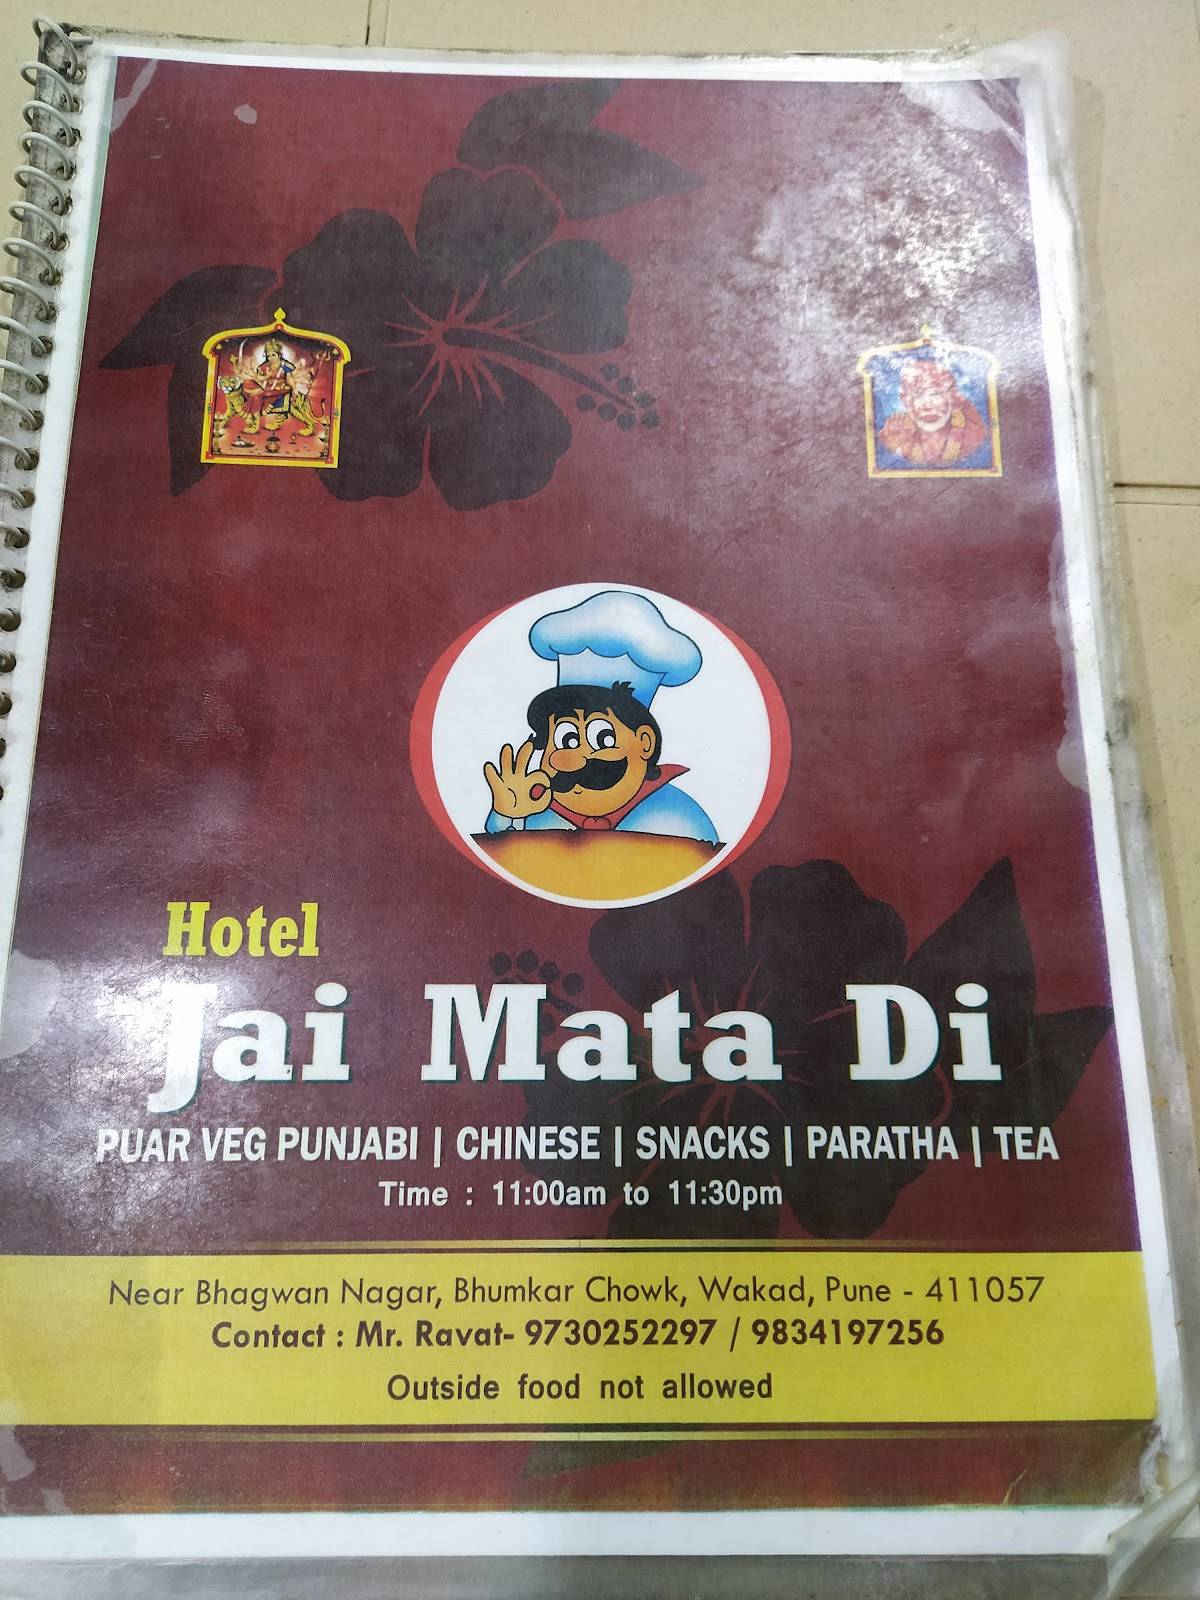 Hotel
Jai Mata Di
PUAR VEG PUNJABI | CHINESE | SNACKS | PARATHA | TEA
Time : 11:00am to 11:30pm
Near Bhagwan Nagar, Bhumkar Chowk, Wakad, Pune - 411057
Contact : Mr. Ravat- 9730252297 / 9834197256
Outside food not allowed